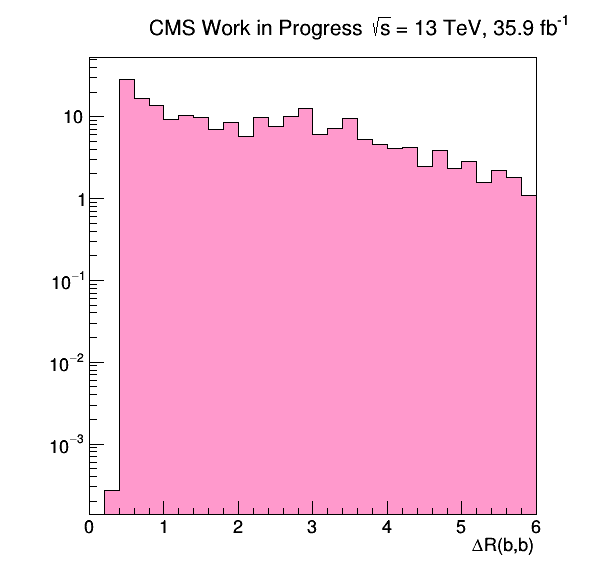 CMS Work in Progress √s = 13 TeV, 35.9 fb⁻¹
10
1
10⁻¹
10⁻²
10⁻³
0 1 2 3 4 5 6
ΔR(b,b)